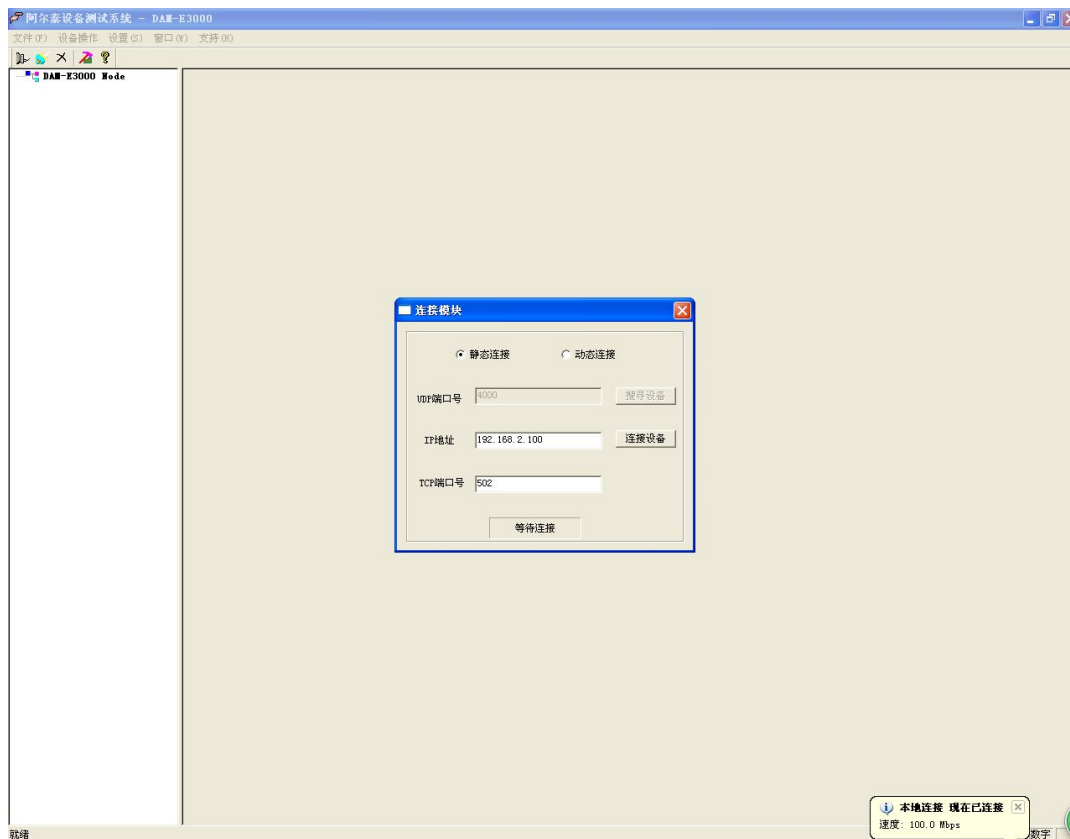 阿尔泰设备测试系统 - DAM-E3000
文件(F) 设备操作 设置(S) 窗口(W) 支持(H)
DAM-E3000 Node
连接模块
静态连接 动态连接
UDP端口号 4000 搜寻设备
IP地址 192.168.2.100 连接设备
TCP端口号 502
等待连接
本地连接 现在已连接
速度: 100.0 Mbps
就绪 数字